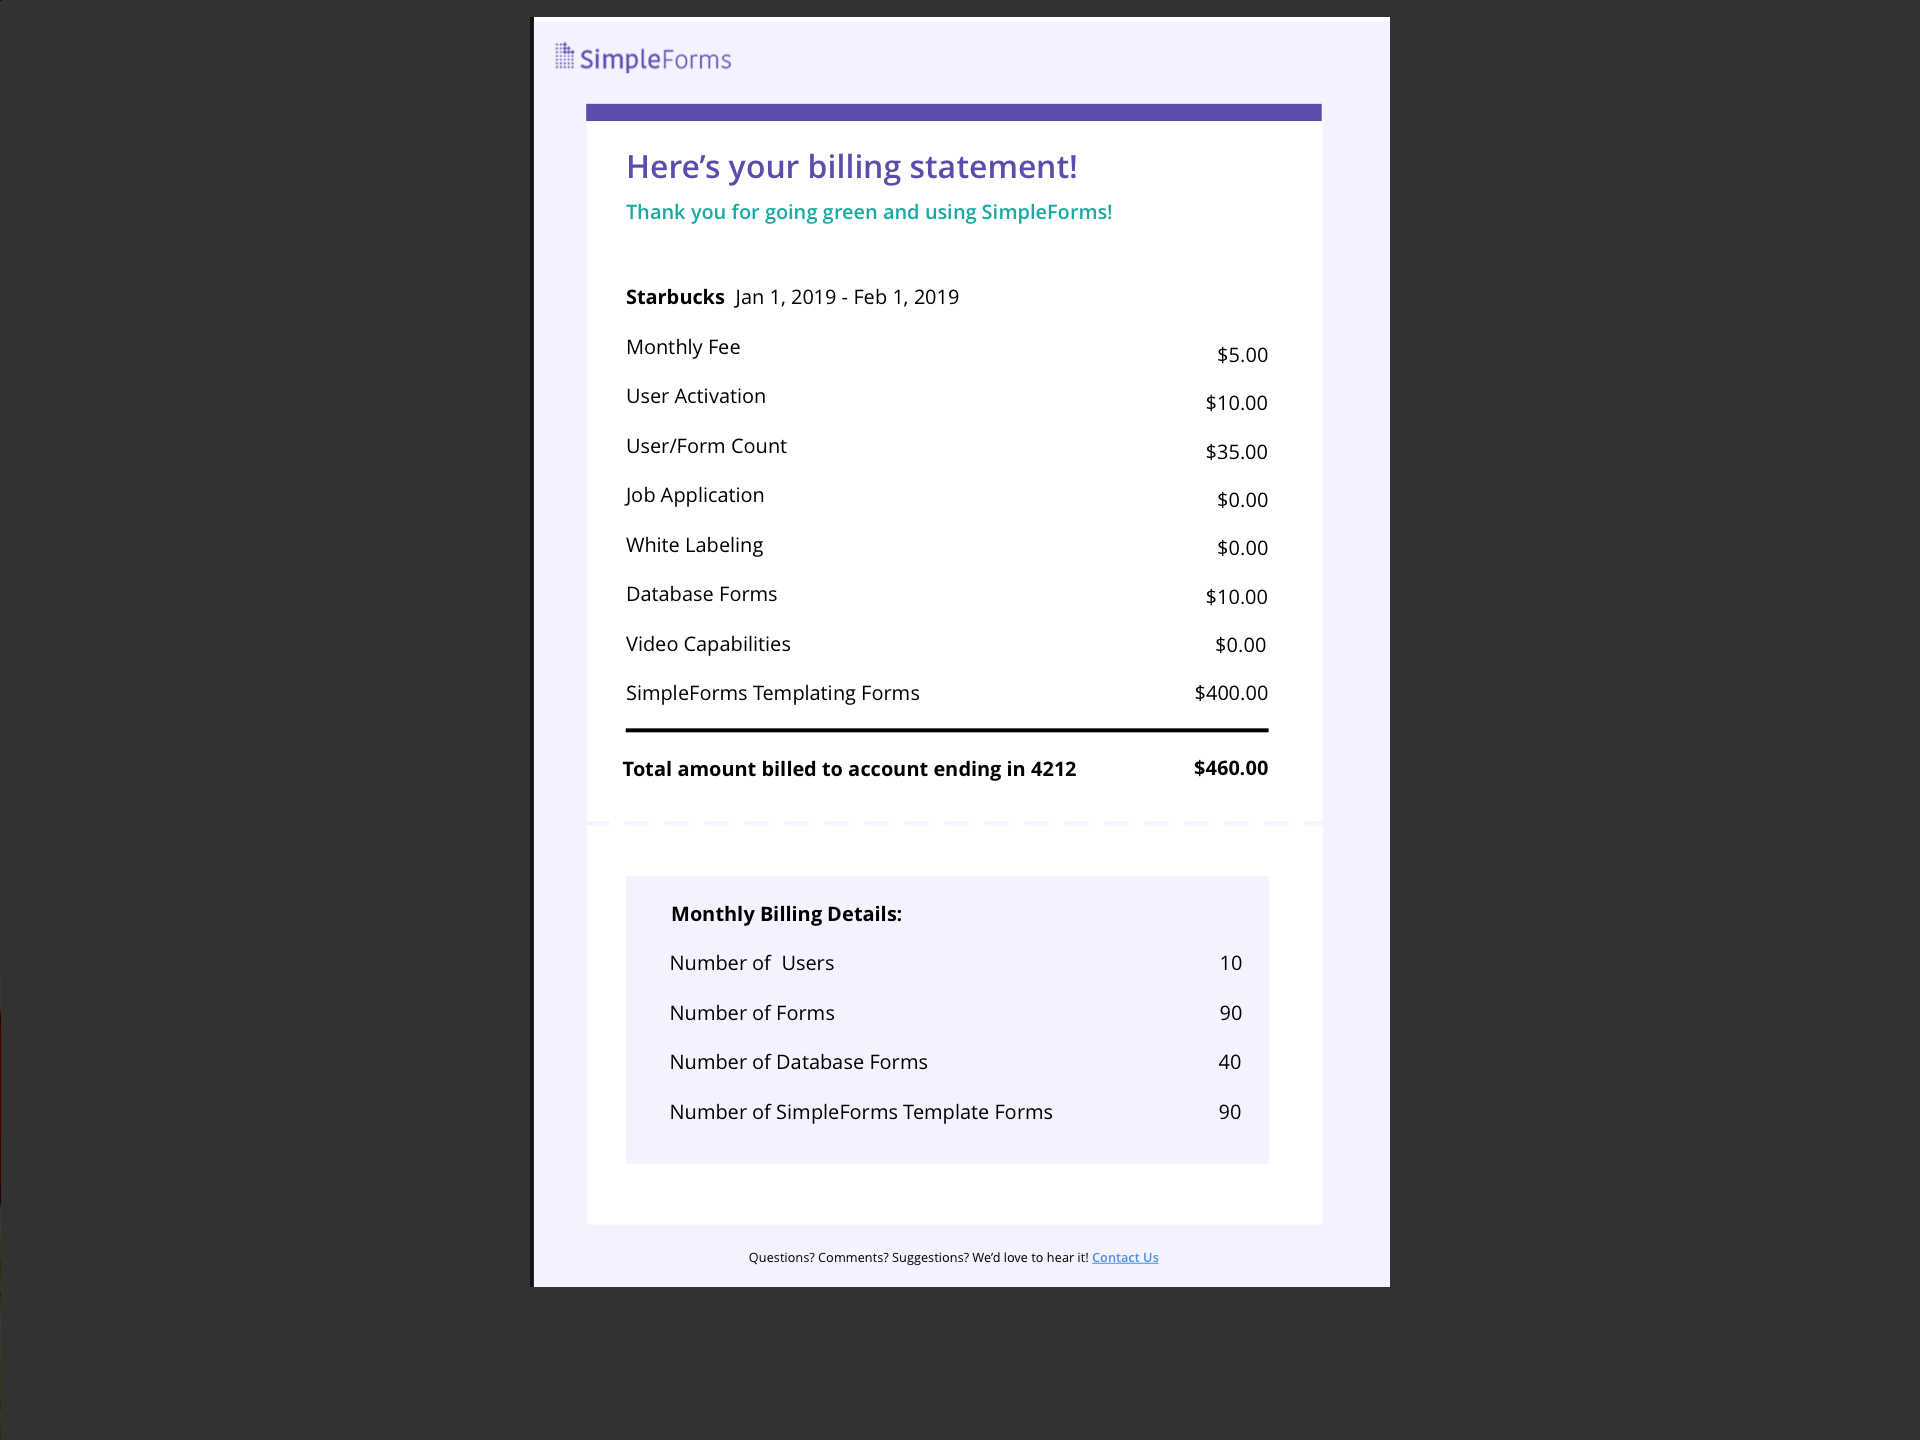 SimpleForms
Here’s your billing statement!
Thank you for going green and using SimpleForms!
Starbucks  Jan 1, 2019 - Feb 1, 2019
Monthly Fee $5.00
User Activation $10.00
User/Form Count $35.00
Job Application $0.00
White Labeling $0.00
Database Forms $10.00
Video Capabilities $0.00
SimpleForms Templating Forms $400.00
Total amount billed to account ending in 4212 $460.00
Monthly Billing Details:
Number of  Users 10
Number of Forms 90
Number of Database Forms 40
Number of SimpleForms Template Forms 90
Questions? Comments? Suggestions? We’d love to hear it! Contact Us